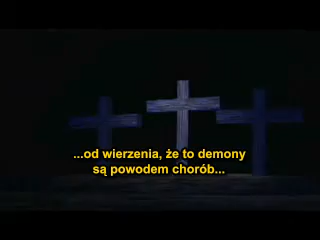 ...od wierzenia, że to demony
są powodem chorób...